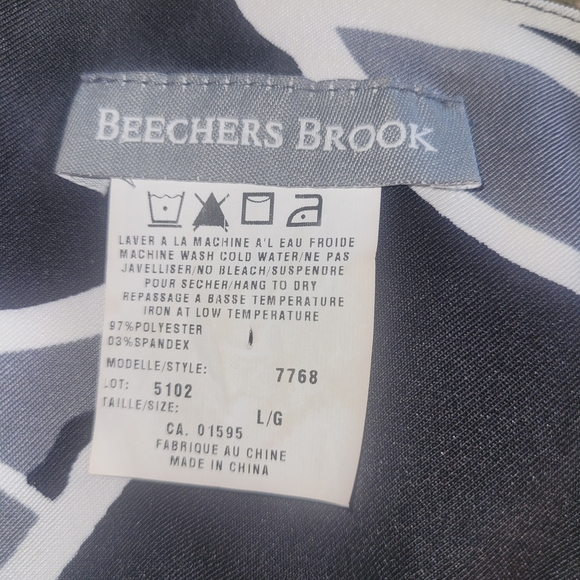 BEECHERS BROOK
LAVER A LA MACHINE A'L EAU FROIDE
MACHINE WASH COLD WATER/NE PAS
JAVELLISER/NO BLEACH/SUSPENDRE
POUR SECHER/HANG TO DRY
REPASSAGE A BASSE TEMPERATURE
IRON AT LOW TEMPERATURE
97%POLYESTER
03%SPANDEX
MODELLE/STYLE: 7768
LOT: 5102
TAILLE/SIZE: L/G
CA. 01595
FABRIQUE AU CHINE
MADE IN CHINA